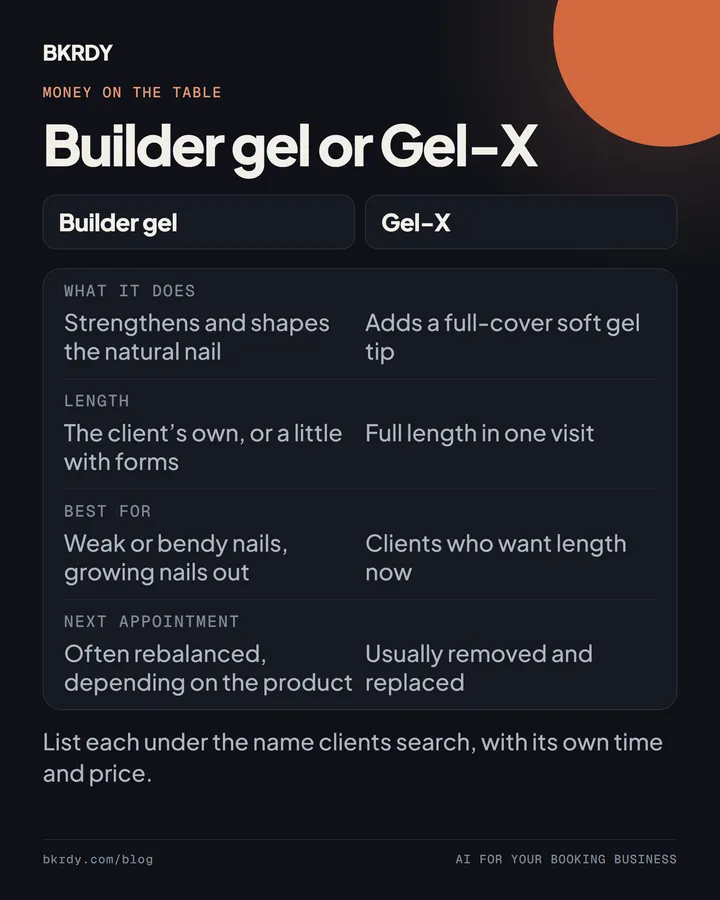 BKRDY
MONEY ON THE TABLE
Builder gel or Gel-X
Builder gel
Gel-X
WHAT IT DOES
Strengthens and shapes
the natural nail
Adds a full-cover soft gel
tip
LENGTH
The client’s own, or a little
with forms
Full length in one visit
BEST FOR
Weak or bendy nails,
growing nails out
Clients who want length
now
NEXT APPOINTMENT
Often rebalanced,
depending on the product
Usually removed and
replaced
List each under the name clients search, with its own time
and price.
bkrdy.com/blog
AI FOR YOUR BOOKING BUSINESS